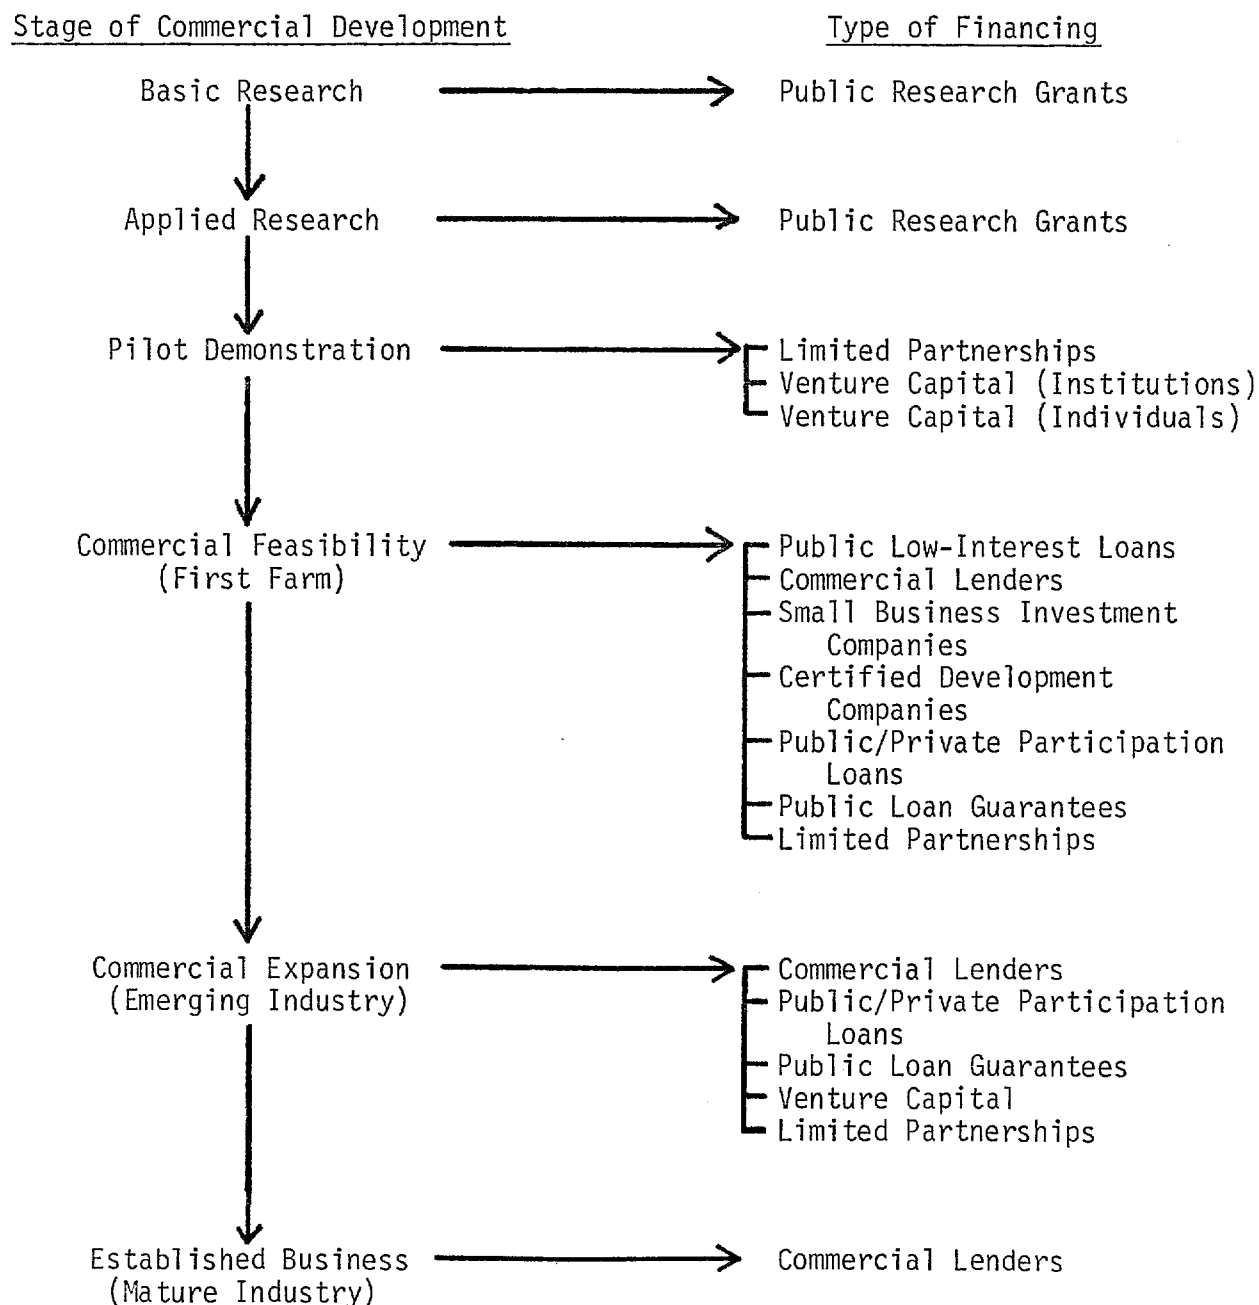 Stage of Commercial Development
Type of Financing
Basic Research
Public Research Grants
Applied Research
Public Research Grants
Pilot Demonstration
Limited Partnerships
Venture Capital (Institutions)
Venture Capital (Individuals)
Commercial Feasibility
(First Farm)
Public Low-Interest Loans
Commercial Lenders
Small Business Investment
Companies
Certified Development
Companies
Public/Private Participation
Loans
Public Loan Guarantees
Limited Partnerships
Commercial Expansion
(Emerging Industry)
Commercial Lenders
Public/Private Participation
Loans
Public Loan Guarantees
Venture Capital
Limited Partnerships
Established Business
(Mature Industry)
Commercial Lenders